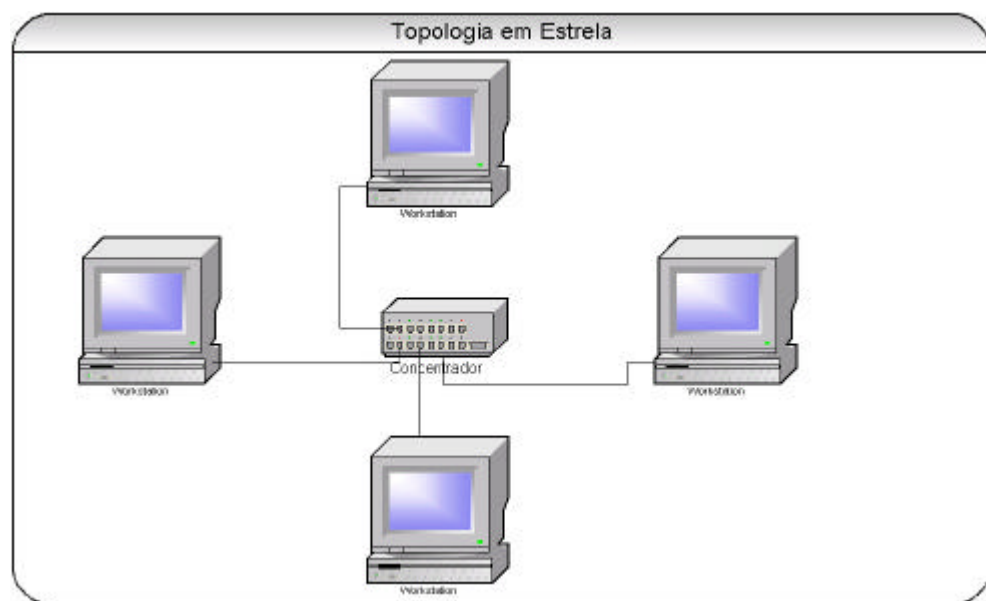 Topologia em Estrela
Workstation
Workstation
Concentrador
Workstation
Workstation